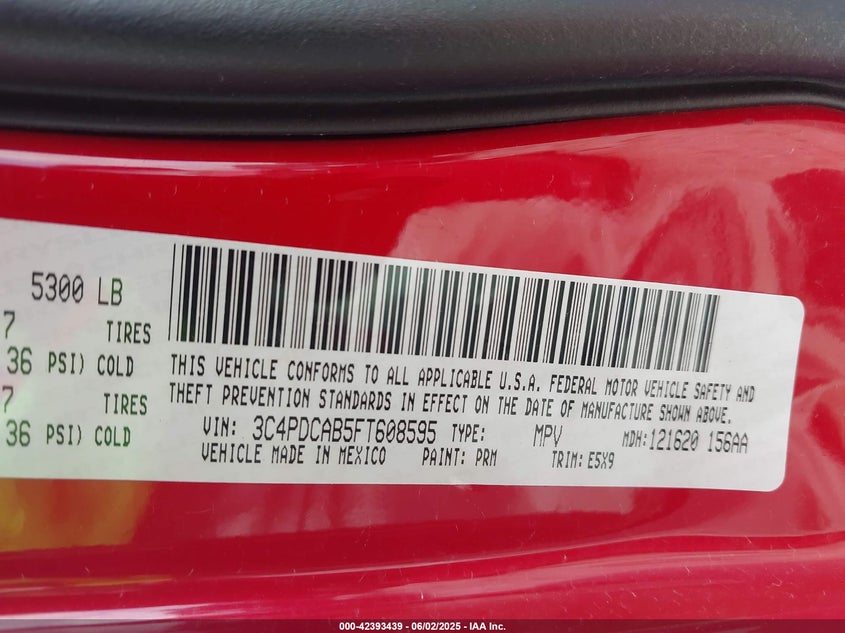 5300 LB
7 TIRES
36 PSI) COLD
7 TIRES
36 PSI) COLD
THIS VEHICLE CONFORMS TO ALL APPLICABLE U.S.A. FEDERAL MOTOR VEHICLE SAFETY AND
THEFT PREVENTION STANDARDS IN EFFECT ON THE DATE OF MANUFACTURE SHOWN ABOVE.
VIN: 3C4PDCAB5FT608595 TYPE: MPV MDH:121620 156AA
VEHICLE MADE IN MEXICO PAINT: PRM TRIM: E5X9
000-42393439 - 06/02/2025 - IAA Inc.